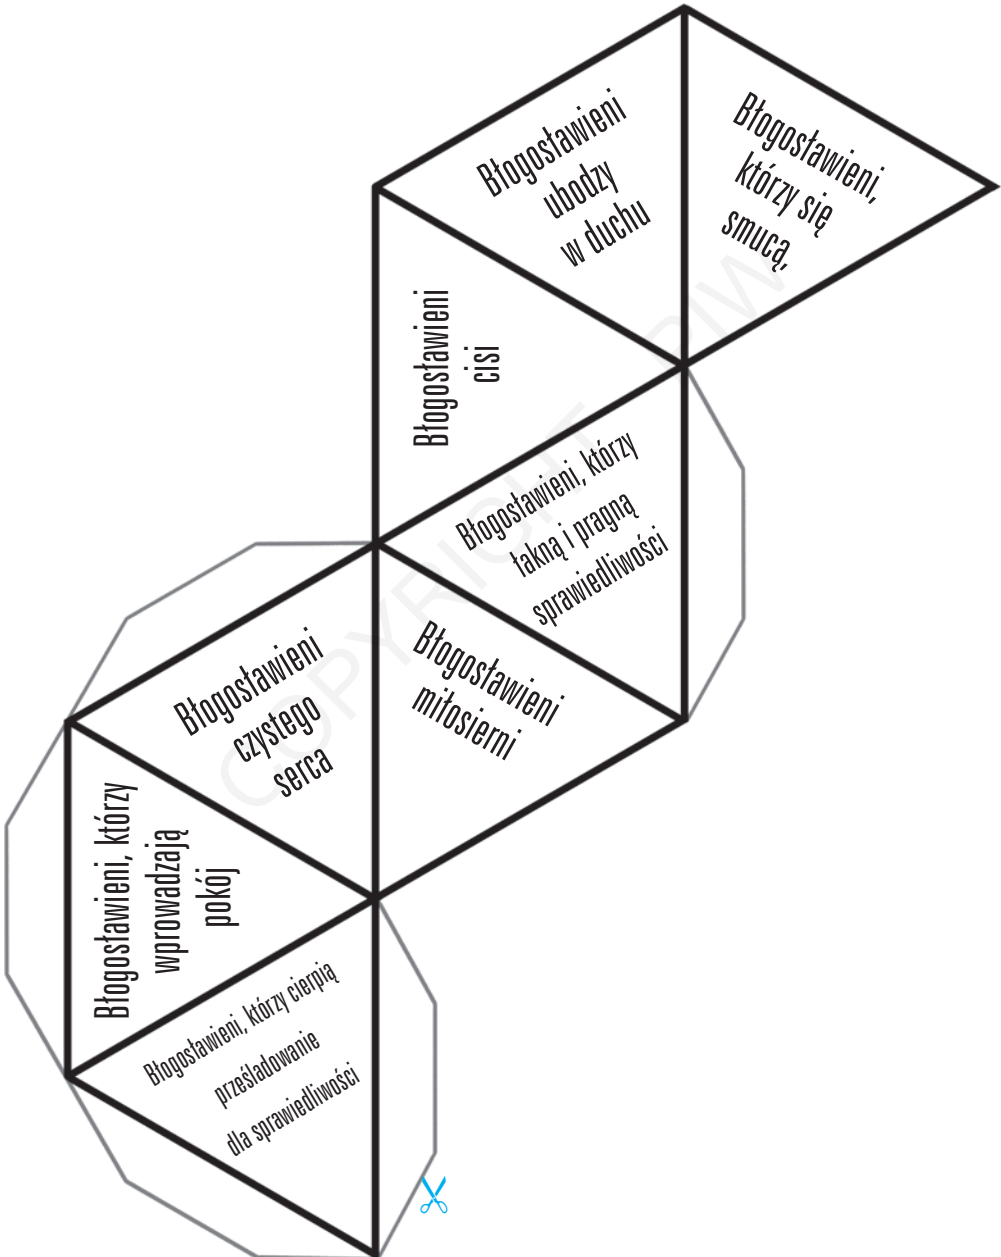 Błogosławieni
ubodzy
w duchu
Błogosławieni,
którzy się
smucą,
Błogosławieni
cisi
Błogosławieni, którzy
łakną i pragną
sprawiedliwości
Błogosławieni
miłosierni
Błogosławieni
czystego
serca
Błogosławieni, którzy
wprowadzają
pokój
Błogosławieni, którzy cierpią
prześladowanie
dla sprawiedliwości
COPYRIGHT BIW